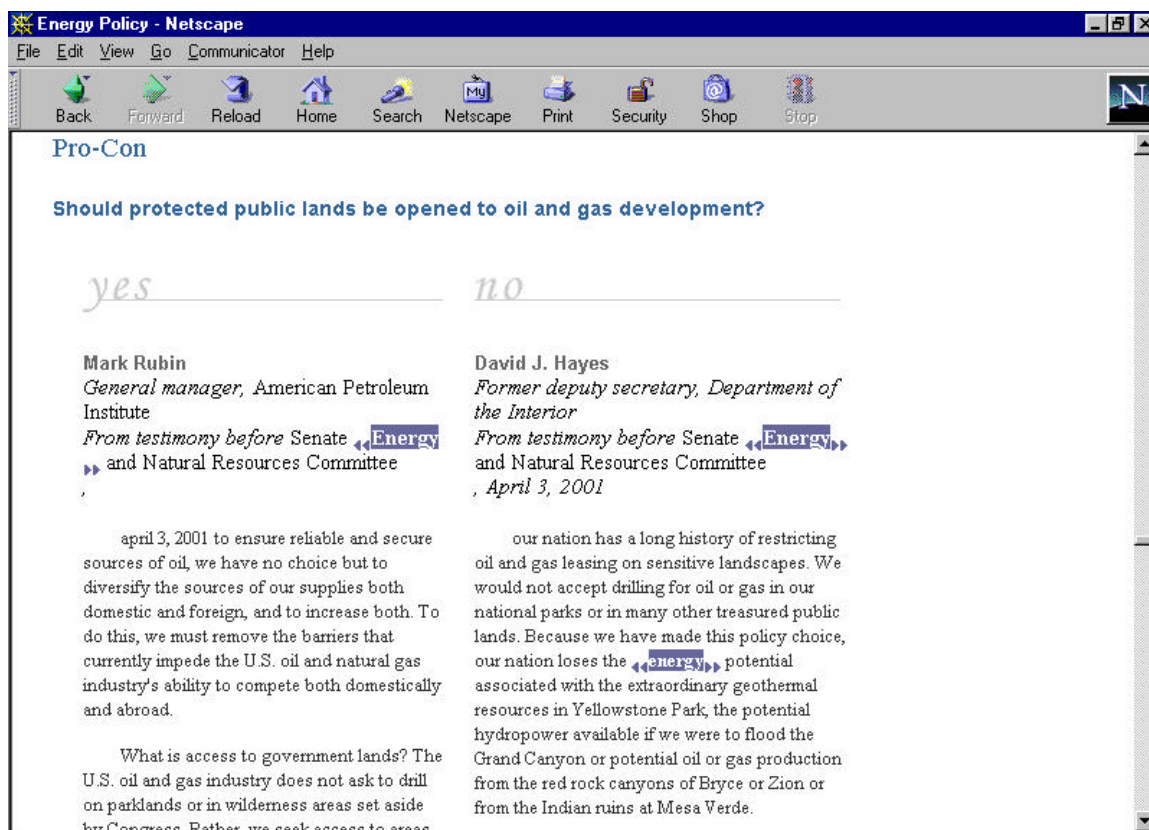 Energy Policy - Netscape
File Edit View Go Communicator Help
My
N
Back Forward Reload Home Search Netscape Print Security Shop Stop
Pro-Con
Should protected public lands be opened to oil and gas development?
yes
Mark Rubin
General manager, American Petroleum
Institute
From testimony before Senate Energy
and Natural Resources Committee
,
april 3, 2001 to ensure reliable and secure
sources of oil, we have no choice but to
diversify the sources of our supplies both
domestic and foreign, and to increase both. To
do this, we must remove the barriers that
currently impede the U.S. oil and natural gas
industry's ability to compete both domestically
and abroad.
What is access to government lands? The
U.S. oil and gas industry does not ask to drill
on parklands or in wilderness areas set aside
by Congress. Rather, we seek access to areas
no
David J. Hayes
Former deputy secretary, Department of
the Interior
From testimony before Senate Energy
and Natural Resources Committee
, April 3, 2001
our nation has a long history of restricting
oil and gas leasing on sensitive landscapes. We
would not accept drilling for oil or gas in our
national parks or in many other treasured public
lands. Because we have made this policy choice,
our nation loses the energy potential
associated with the extraordinary geothermal
resources in Yellowstone Park, the potential
hydropower available if we were to flood the
Grand Canyon or potential oil or gas production
from the red rock canyons of Bryce or Zion or
from the Indian ruins at Mesa Verde.